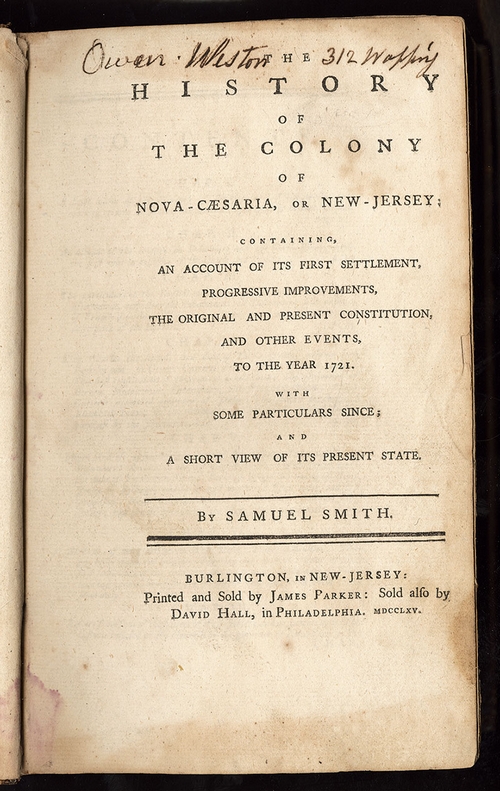 Owen Weston 312 Wapping
THE
HISTORY
OF
THE COLONY
OF
NOVA-CÆSARIA, OR NEW-JERSEY:
CONTAINING,
AN ACCOUNT OF ITS FIRST SETTLEMENT,
PROGRESSIVE IMPROVEMENTS,
THE ORIGINAL AND PRESENT CONSTITUTION,
AND OTHER EVENTS,
TO THE YEAR 1721.
WITH
SOME PARTICULARS SINCE;
AND
A SHORT VIEW OF ITS PRESENT STATE.
By SAMUEL SMITH.
BURLINGTON, IN NEW-JERSEY:
Printed and Sold by JAMES PARKER: Sold alſo by
DAVID HALL, in PHILADELPHIA. MDCCLXV.